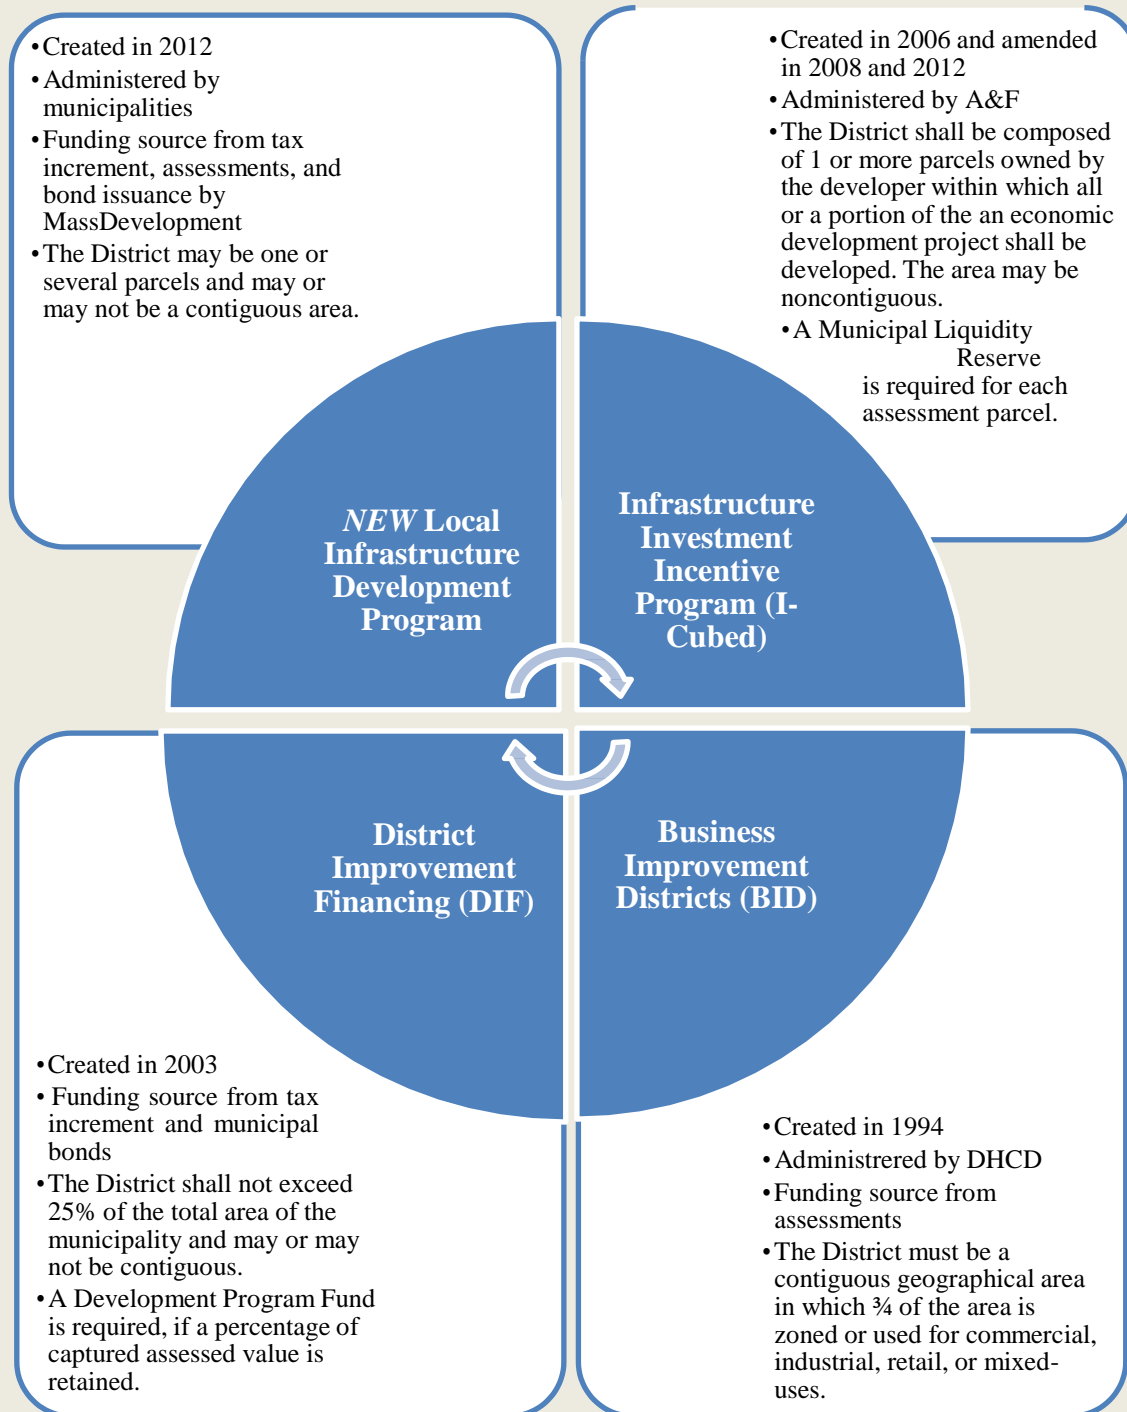 •Created in 2012
•Administered by
municipalities
•Funding source from tax
increment, assessments, and
bond issuance by
MassDevelopment
•The District may be one or
several parcels and may or
may not be a contiguous area.
•Created in 2006 and amended
in 2008 and 2012
•Administered by A&F
•The District shall be composed
of 1 or more parcels owned by
the developer within which all
or a portion of the an economic
development project shall be
developed. The area may be
noncontiguous.
•A Municipal Liquidity
Reserve
is required for each
assessment parcel.
NEW Local
Infrastructure
Development
Program
Infrastructure
Investment
Incentive
Program (I-
Cubed)
District
Improvement
Financing (DIF)
Business
Improvement
Districts (BID)
•Created in 2003
• Funding source from tax
increment and municipal
bonds
•The District shall not exceed
25% of the total area of the
municipality and may or may
not be contiguous.
•A Development Program Fund
is required, if a percentage of
captured assessed value is
retained.
•Created in 1994
•Administrered by DHCD
•Funding source from
assessments
•The District must be a
contiguous geographical area
in which ¾ of the area is
zoned or used for commercial,
industrial, retail, or mixed-
uses.